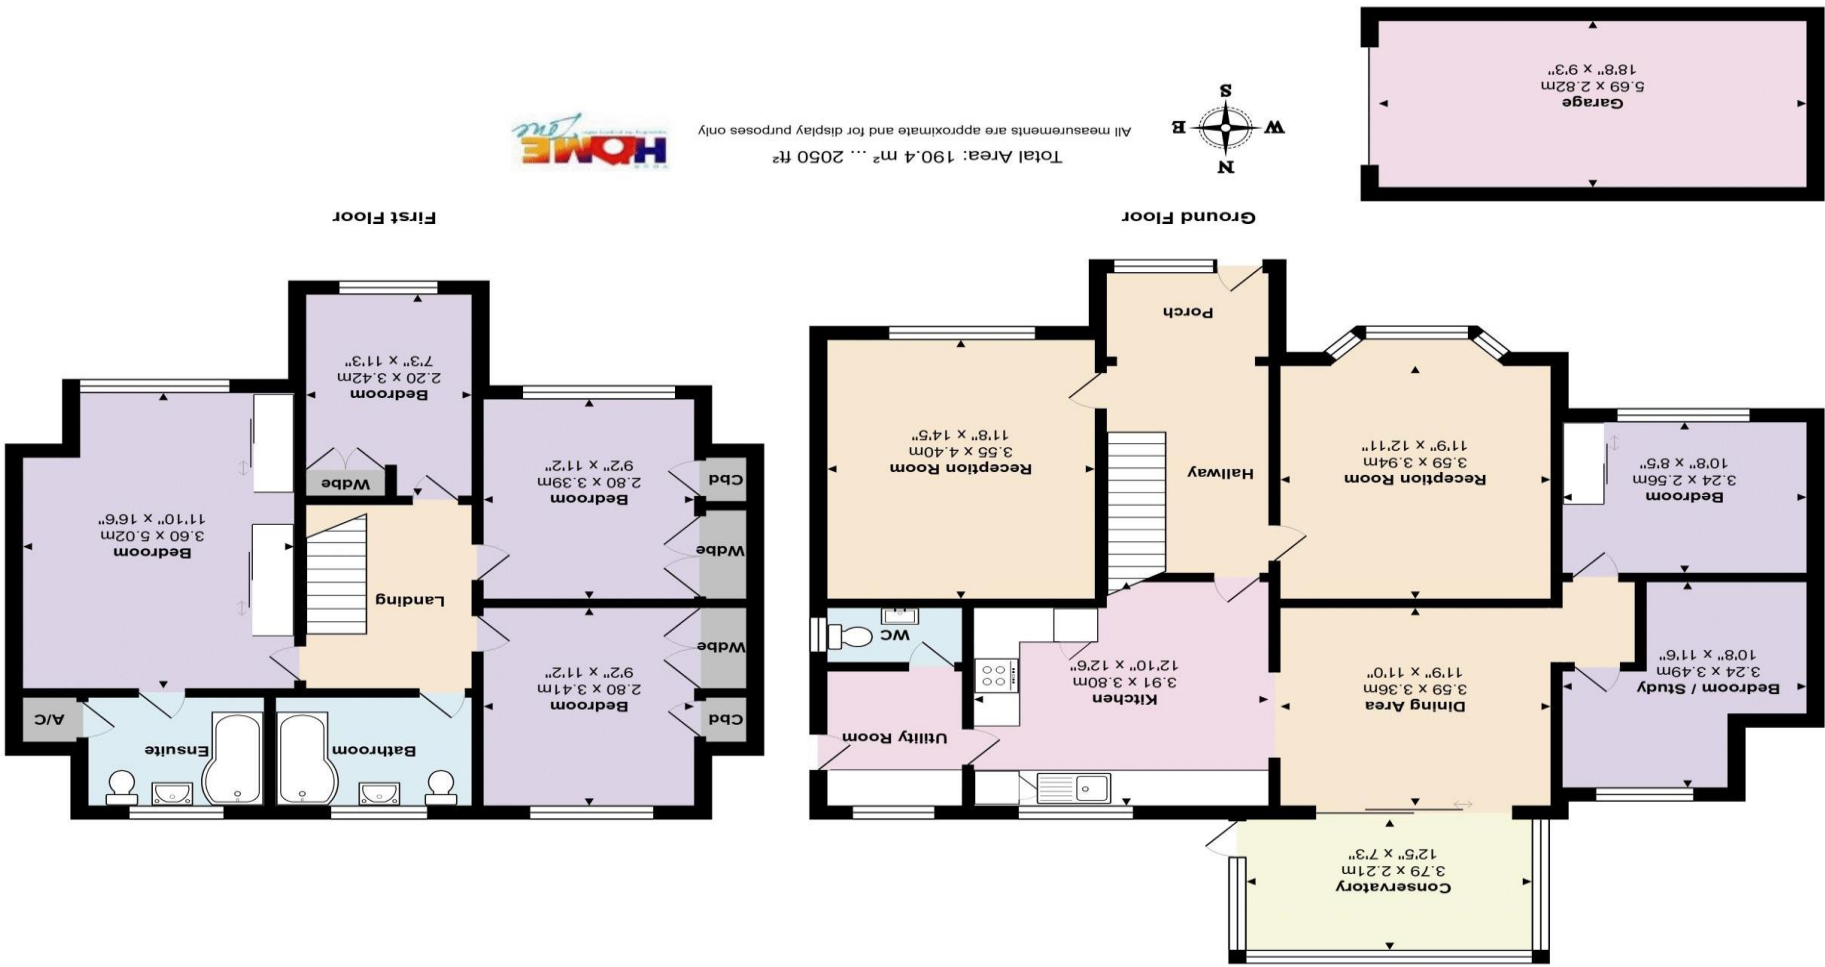 Conservatory
3.79 x 2.21m
12'5" x 7'3"
Bedroom / Study
3.24 x 3.49m
10'8" x 11'6"
Dining Area
3.59 x 3.36m
11'9" x 11'0"
Kitchen
3.91 x 3.80m
12'10" x 12'6"
Utility Room
WC
Bedroom
3.24 x 2.56m
10'8" x 8'5"
Reception Room
3.59 x 3.94m
11'9" x 12'11"
Hallway
Reception Room
3.55 x 4.40m
11'8" x 14'5"
Porch
Ground Floor
Cbd
Bedroom
2.80 x 3.41m
9'2" x 11'2"
Wdbe
Bathroom
Ensuite
A/C
Landing
Wdbe
Cbd
Bedroom
2.80 x 3.39m
9'2" x 11'2"
Bedroom
3.60 x 5.02m
11'10" x 16'6"
Wdbe
Bedroom
2.20 x 3.42m
7'3" x 11'3"
First Floor
Garage
5.69 x 2.82m
18'8" x 9'3"
N
W E
S
Total Area: 190.4 m² ... 2050 ft²
All measurements are approximate and for display purposes only
YOUR
HOME
Zone